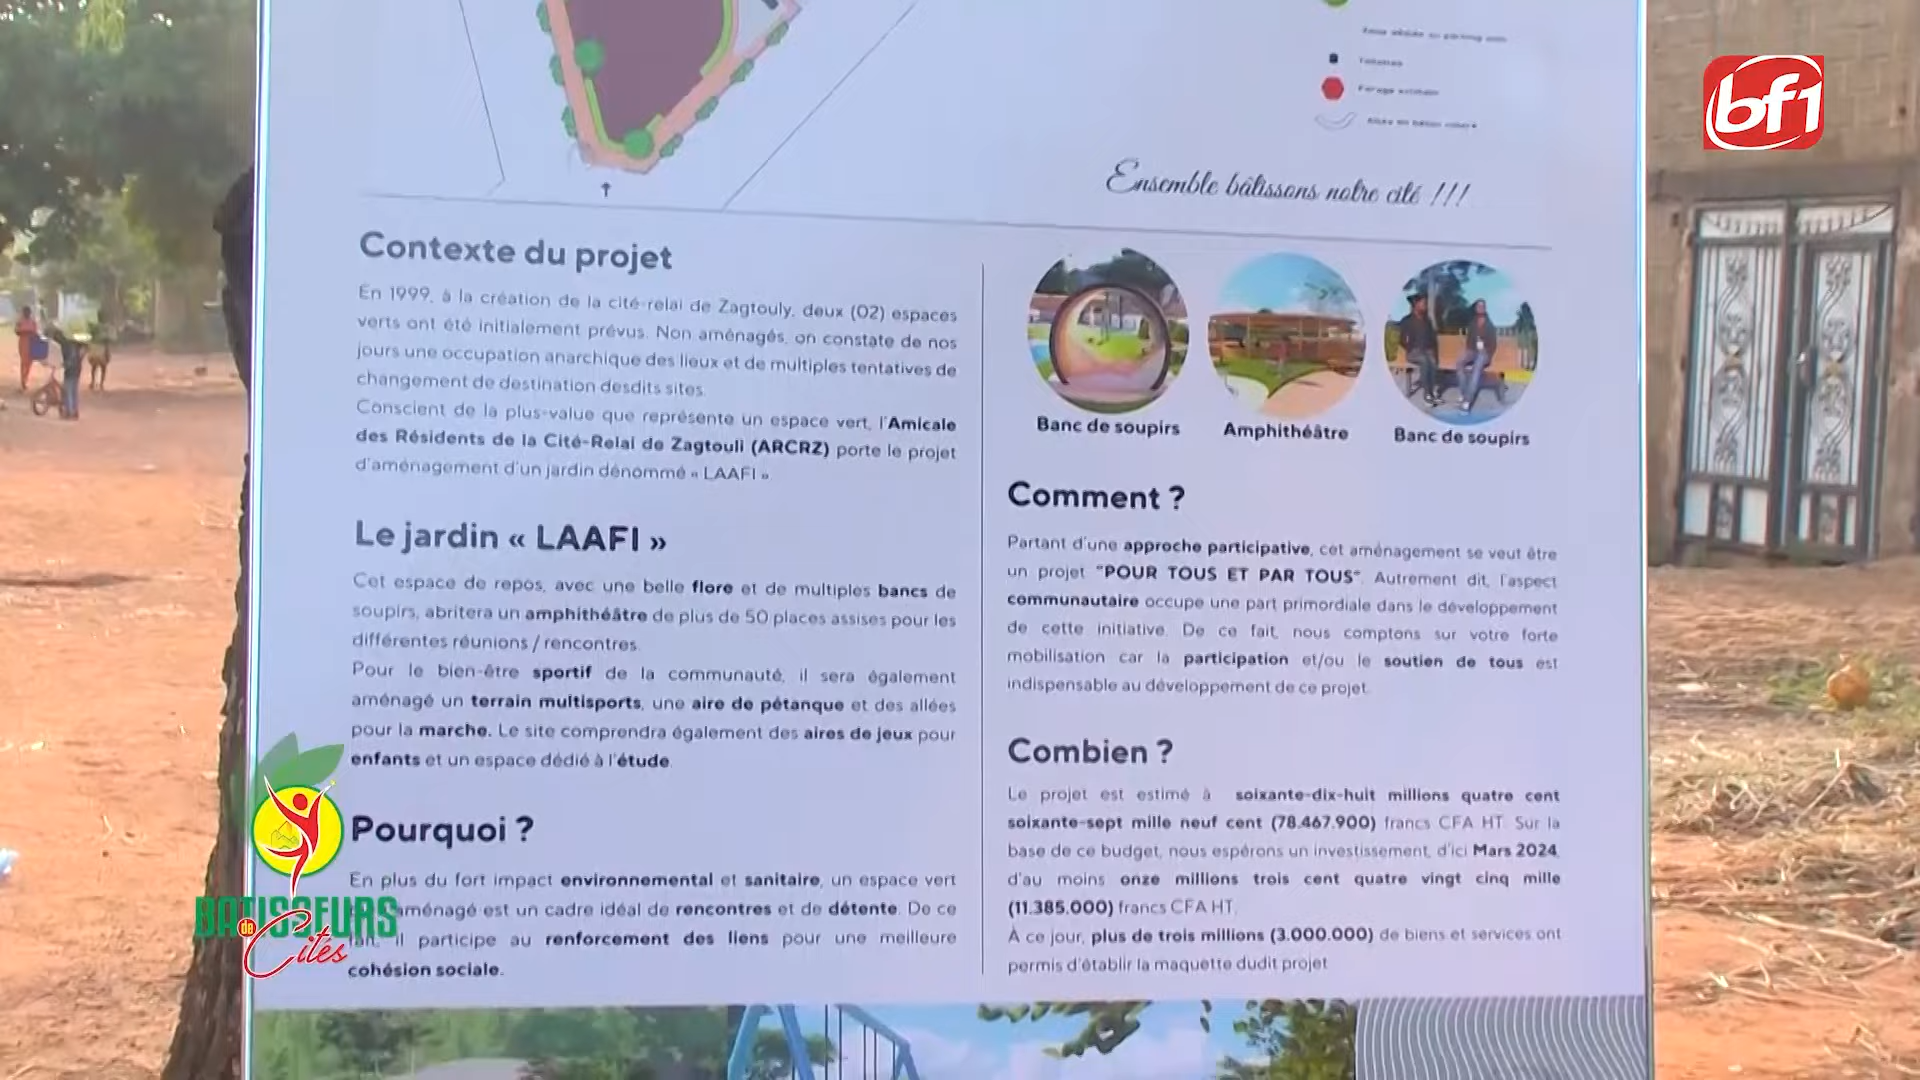 bf1
Toilettes
Forage existant
Ensemble bâtissons notre cité !!!
Contexte du projet
En 1999, à la création de la cité-relai de Zagtouly, deux (02) espaces
verts ont été initialement prévus. Non aménagés, on constate de nos
jours une occupation anarchique des lieux et de multiples tentatives de
changement de destination desdits sites.
Conscient de la plus-value que représente un espace vert, l'Amicale
des Résidents de la Cité-Relai de Zagtouli (ARCRZ) porte le projet
d'aménagement d'un jardin dénommé « LAAFI »
Le jardin « LAAFI »
Cet espace de repos, avec une belle flore et de multiples bancs de
soupirs, abritera un amphithéâtre de plus de 50 places assises pour les
différentes réunions / rencontres.
Pour le bien-être sportif de la communauté, il sera également
aménagé un terrain multisports, une aire de pétanque et des allées
pour la marche. Le site comprendra également des aires de jeux pour
enfants et un espace dédié à l'étude.
Pourquoi ?
En plus du fort impact environnemental et sanitaire, un espace vert
aménagé est un cadre idéal de rencontres et de détente. De ce
fait, il participe au renforcement des liens pour une meilleure
cohésion sociale.
Banc de soupirs
Amphithéâtre
Banc de soupirs
Comment ?
Partant d'une approche participative, cet aménagement se veut être
un projet "POUR TOUS ET PAR TOUS". Autrement dit, l'aspect
communautaire occupe une part primordiale dans le développement
de cette initiative. De ce fait, nous comptons sur votre forte
mobilisation car la participation et/ou le soutien de tous est
indispensable au développement de ce projet.
Combien ?
Le projet est estimé à soixante-dix-huit millions quatre cent
soixante-sept mille neuf cent (78.467.900) francs CFA HT. Sur la
base de ce budget, nous espérons un investissement, d'ici Mars 2024,
d'au moins onze millions trois cent quatre vingt cinq mille
(11.385.000) francs CFA HT.
À ce jour, plus de trois millions (3.000.000) de biens et services ont
permis d'établir la maquette dudit projet
BATISSEURS
de
Cités